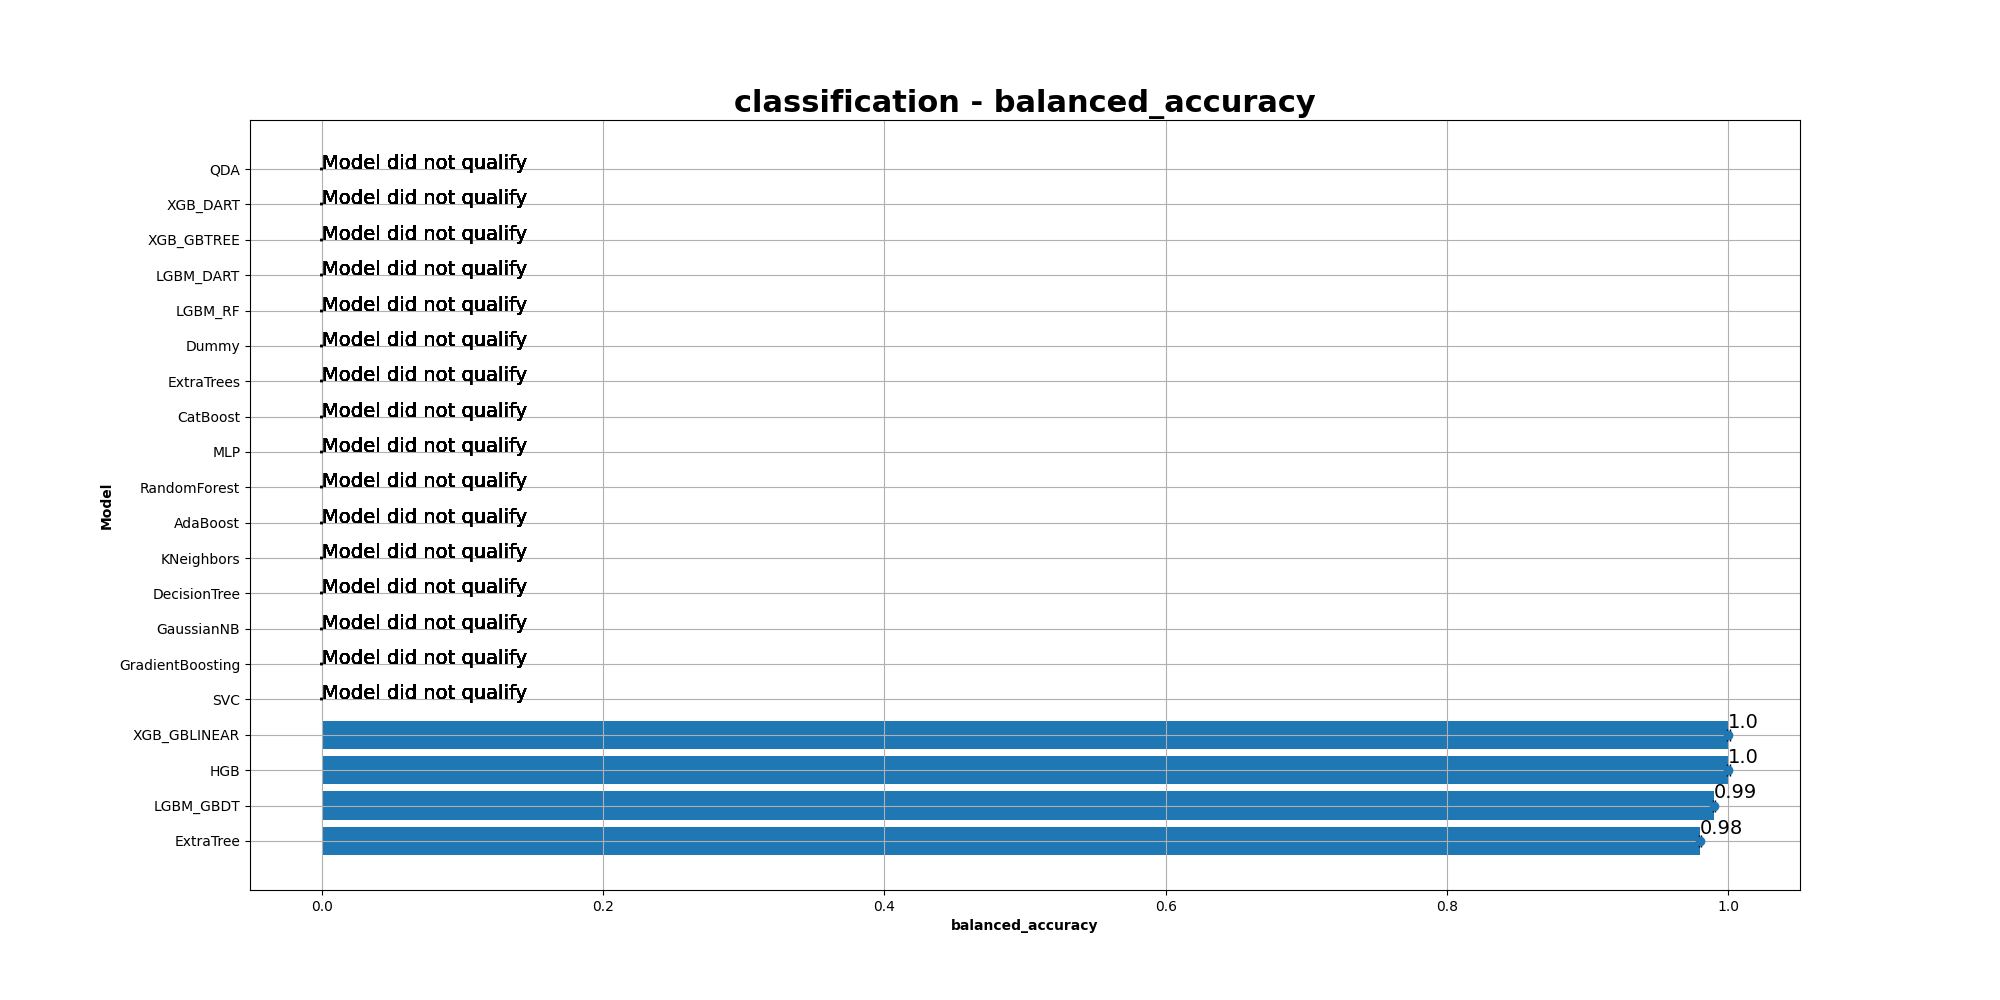 classification - balanced_accuracy
QDA Model did not qualify
XGB_DART Model did not qualify
XGB_GBTREE Model did not qualify
LGBM_DART Model did not qualify
LGBM_RF Model did not qualify
Dummy Model did not qualify
ExtraTrees Model did not qualify
CatBoost Model did not qualify
MLP Model did not qualify
RandomForest Model did not qualify
AdaBoost Model did not qualify
KNeighbors Model did not qualify
DecisionTree Model did not qualify
GaussianNB Model did not qualify
GradientBoosting Model did not qualify
SVC Model did not qualify
XGB_GBLINEAR 1.0
HGB 1.0
LGBM_GBDT 0.99
ExtraTree 0.98
Model
0.0 0.2 0.4 0.6 0.8 1.0
balanced_accuracy